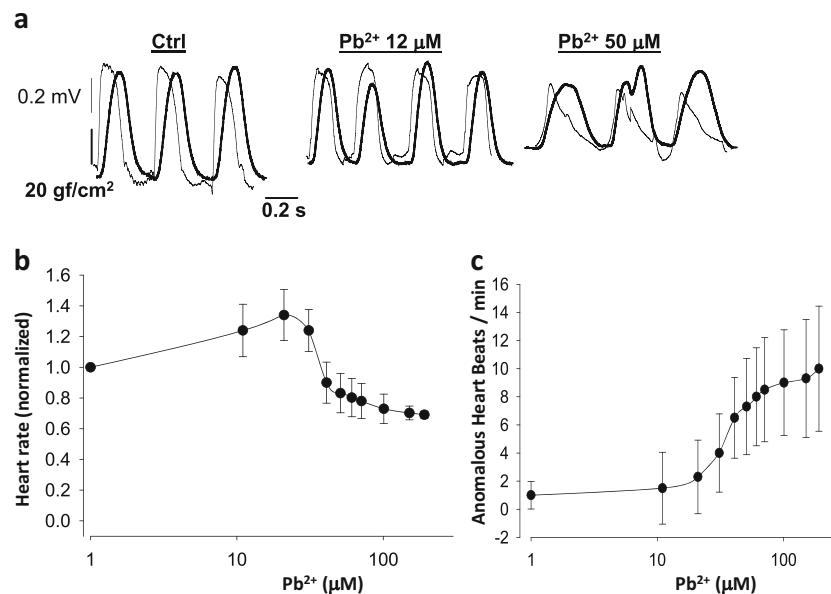 a
Ctrl
Pb²⁺ 12 μM
Pb²⁺ 50 μM
0.2 mV
20 gf/cm²
0.2 s
b
1.6
1.4
1.2
1.0
0.8
0.6
0.4
0.2
0.0
Heart rate (normalized)
1
10
100
Pb²⁺ (μM)
c
16
14
12
10
8
6
4
2
0
-2
Anomalous Heart Beats / min
1
10
100
Pb²⁺ (μM)